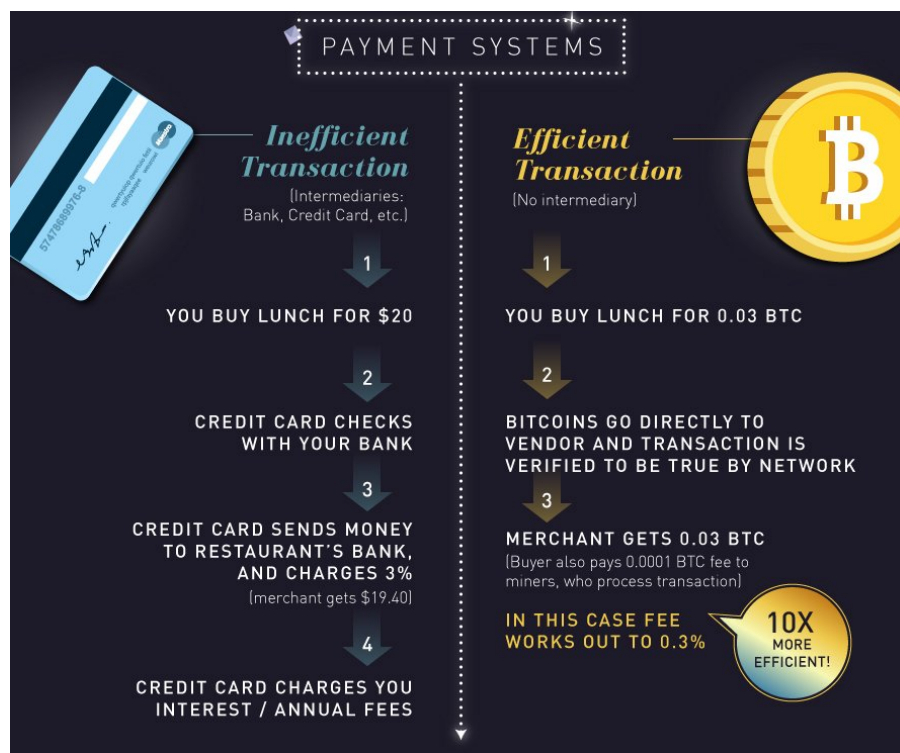 PAYMENT SYSTEMS
Inefficient
Transaction
(Intermediaries:
Bank, Credit Card, etc.)
1
YOU BUY LUNCH FOR $20
2
CREDIT CARD CHECKS
WITH YOUR BANK
3
CREDIT CARD SENDS MONEY
TO RESTAURANT'S BANK,
AND CHARGES 3%
(merchant gets $19.40)
4
CREDIT CARD CHARGES YOU
INTEREST / ANNUAL FEES
57478689976-8
Efficient
Transaction
(No intermediary)
1
YOU BUY LUNCH FOR 0.03 BTC
2
BITCOINS GO DIRECTLY TO
VENDOR AND TRANSACTION IS
VERIFIED TO BE TRUE BY NETWORK
3
MERCHANT GETS 0.03 BTC
(Buyer also pays 0.0001 BTC fee to
miners, who process transaction)
IN THIS CASE FEE
WORKS OUT TO 0.3%
10X
MORE
EFFICIENT!